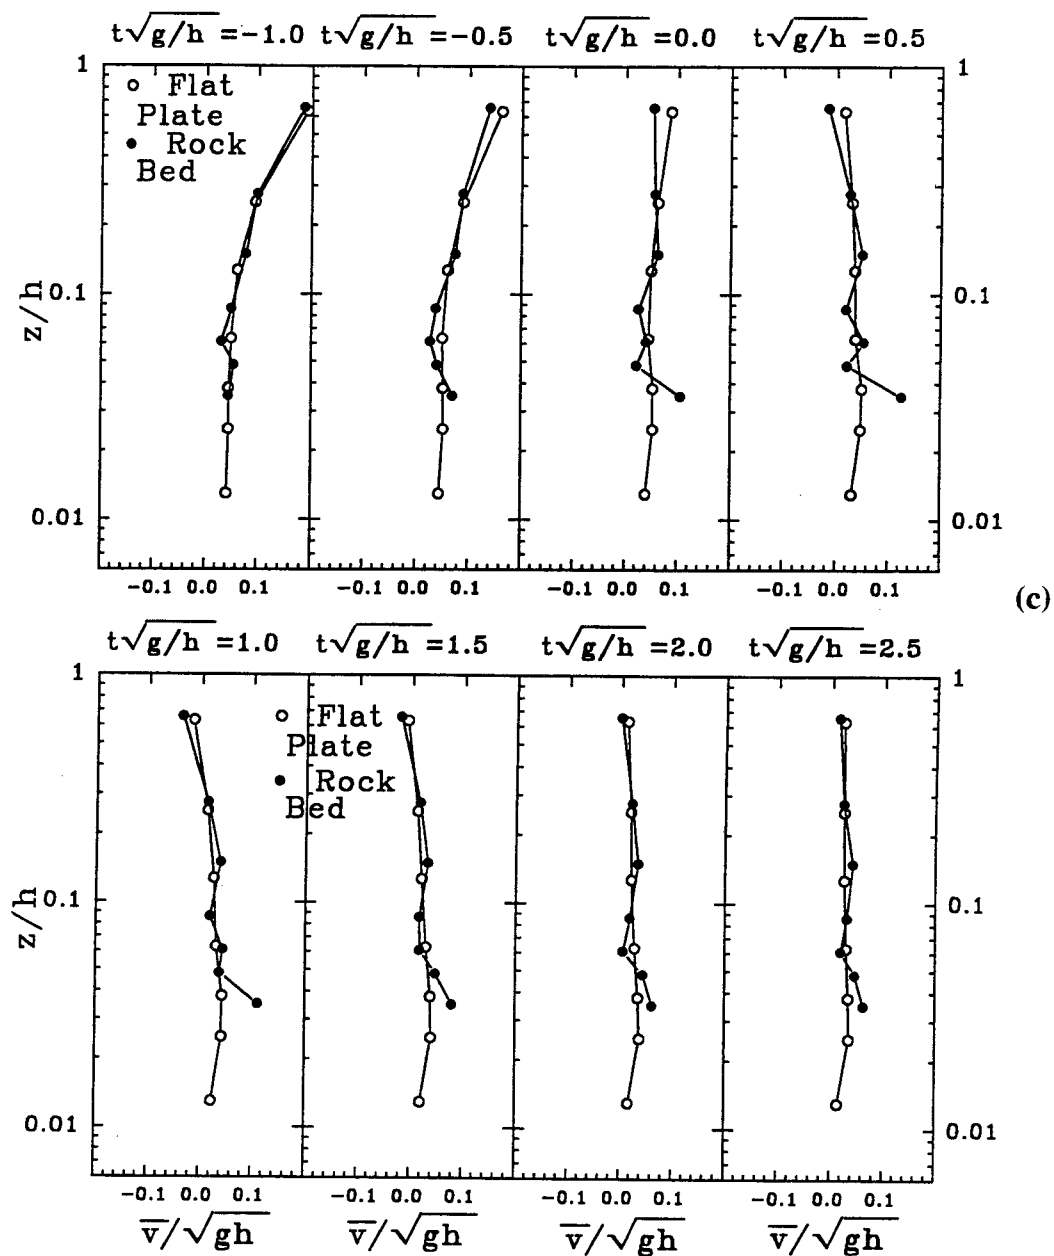 t√g/h =−1.0 t√g/h =−0.5 t√g/h =0.0 t√g/h =0.5
1 1
○ Flat
Plate
● Rock
Bed
z/h
0.1 0.1
0.01 0.01
−0.1 0.0 0.1 −0.1 0.0 0.1 −0.1 0.0 0.1 −0.1 0.0 0.1
(c)
t√g/h =1.0 t√g/h =1.5 t√g/h =2.0 t√g/h =2.5
1 1
○ Flat
Plate
● Rock
Bed
z/h
0.1 0.1
0.01 0.01
−0.1 0.0 0.1 −0.1 0.0 0.1 −0.1 0.0 0.1 −0.1 0.0 0.1
v̅/√gh v̅/√gh v̅/√gh v̅/√gh